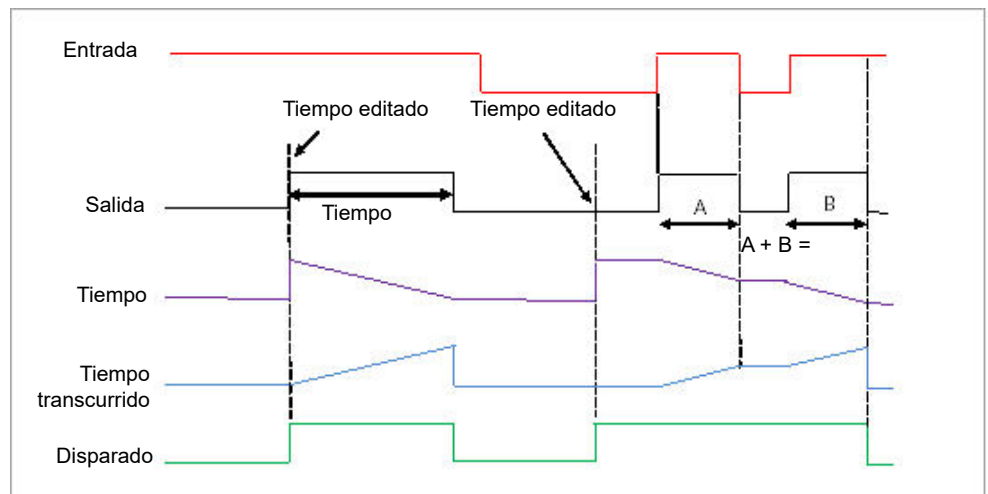 Entrada
Tiempo editado
Tiempo editado
Salida
Tiempo
A
B
A + B =
Tiempo
Tiempo
transcurrido
Disparado